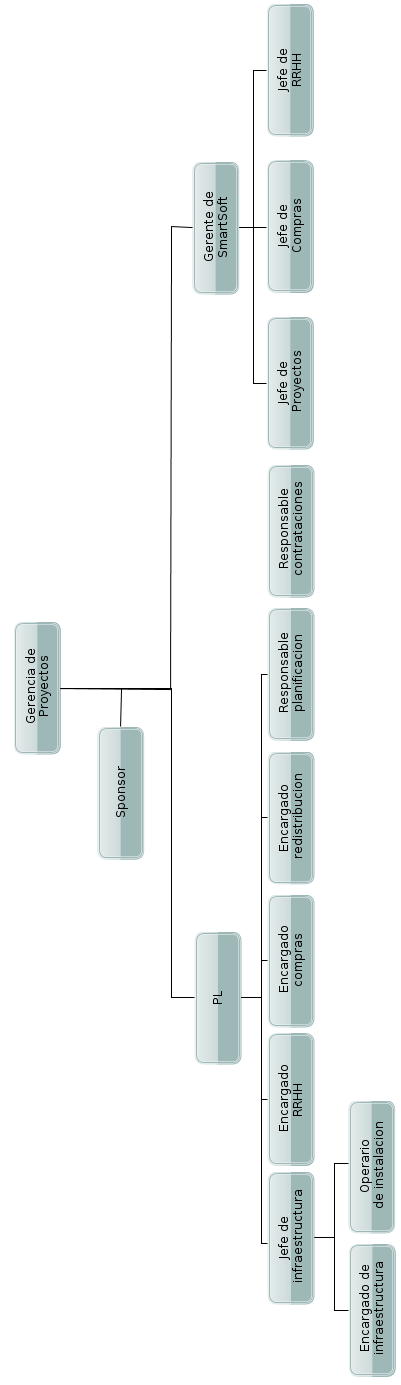 Gerencia de
Proyectos
Sponsor
PL
Gerente de
SmartSoft
Jefe de
infraestructura
Encargado
RRHH
Encargado
compras
Encargado
redistribucion
Responsable
planificacion
Responsable
contrataciones
Jefe de
Proyectos
Jefe de
Compras
Jefe de
RRHH
Encargado de
infraestructura
Operario
de instalacion